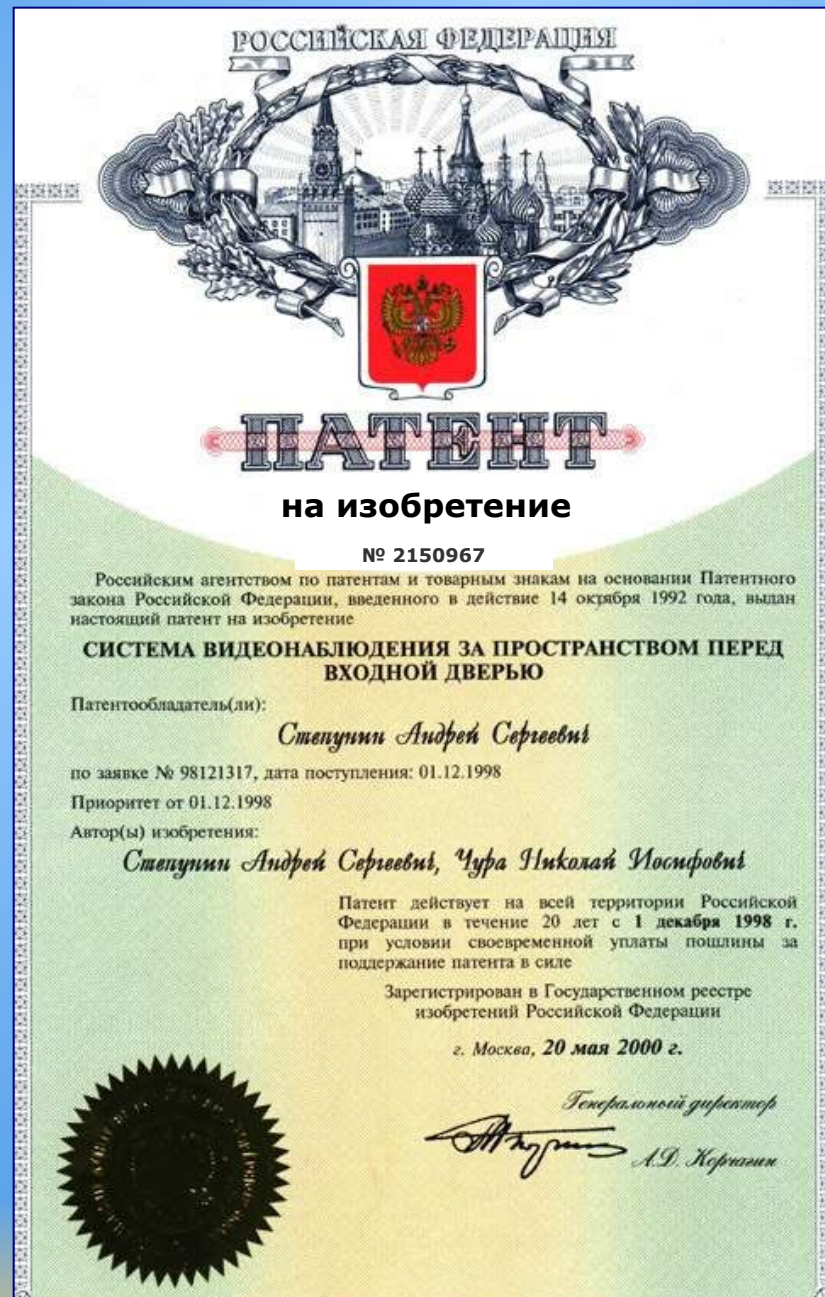 РОССИЙСКАЯ ФЕДЕРАЦИЯ
ПАТЕНТ
на изобретение
№ 2150967
Российским агентством по патентам и товарным знакам на основании Патентного
закона Российской Федерации, введенного в действие 14 октября 1992 года, выдан
настоящий патент на изобретение
СИСТЕМА ВИДЕОНАБЛЮДЕНИЯ ЗА ПРОСТРАНСТВОМ ПЕРЕД
ВХОДНОЙ ДВЕРЬЮ
Патентообладатель(ли):
Степунин Андрей Сергеевич
по заявке № 98121317, дата поступления: 01.12.1998
Приоритет от 01.12.1998
Автор(ы) изобретения:
Степунин Андрей Сергеевич, Чура Николай Иосифович
Патент действует на всей территории Российской
Федерации в течение 20 лет с 1 декабря 1998 г.
при условии своевременной уплаты пошлины за
поддержание патента в силе
Зарегистрирован в Государственном реестре
изобретений Российской Федерации
г. Москва, 20 мая 2000 г.
Генеральный директор
А.Д. Корчагин